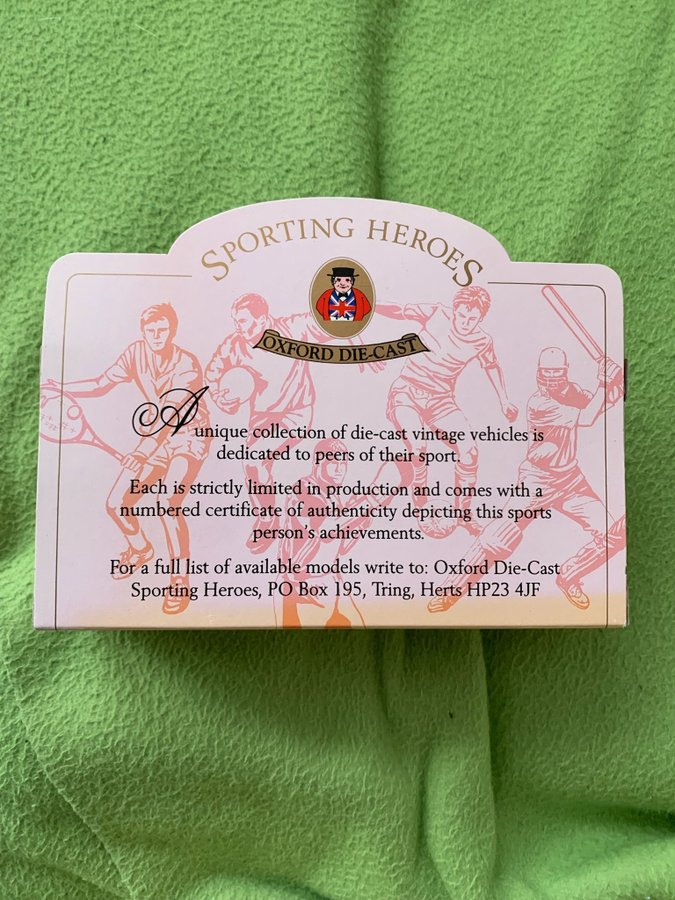 SPORTING HEROES
OXFORD DIE-CAST
A unique collection of die-cast vintage vehicles is
dedicated to peers of their sport.
Each is strictly limited in production and comes with a
numbered certificate of authenticity depicting this sports
person's achievements.
For a full list of available models write to: Oxford Die-Cast
Sporting Heroes, PO Box 195, Tring, Herts HP23 4JF